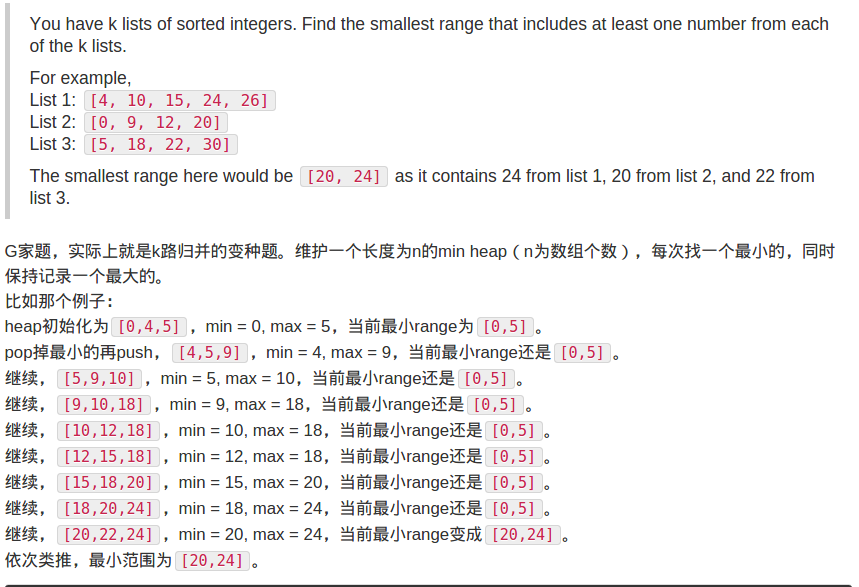 You have k lists of sorted integers. Find the smallest range that includes at least one number from each
of the k lists.
For example,
List 1: [4, 10, 15, 24, 26]
List 2: [0, 9, 12, 20]
List 3: [5, 18, 22, 30]
The smallest range here would be [20, 24] as it contains 24 from list 1, 20 from list 2, and 22 from
list 3.
G家题，实际上就是k路归并的变种题。维护一个长度为n的min heap（n为数组个数），每次找一个最小的，同时
保持记录一个最大的。
比如那个例子：
heap初始化为 [0,4,5] ，min = 0, max = 5，当前最小range为 [0,5] 。
pop掉最小的再push， [4,5,9] ，min = 4, max = 9，当前最小range还是 [0,5] 。
继续， [5,9,10] ，min = 5, max = 10，当前最小range还是 [0,5] 。
继续， [9,10,18] ，min = 9, max = 18，当前最小range还是 [0,5] 。
继续， [10,12,18] ，min = 10, max = 18，当前最小range还是 [0,5] 。
继续， [12,15,18] ，min = 12, max = 18，当前最小range还是 [0,5] 。
继续， [15,18,20] ，min = 15, max = 20，当前最小range还是 [0,5] 。
继续， [18,20,24] ，min = 18, max = 24，当前最小range还是 [0,5] 。
继续， [20,22,24] ，min = 20, max = 24，当前最小range变成 [20,24] 。
依次类推，最小范围为 [20,24] 。